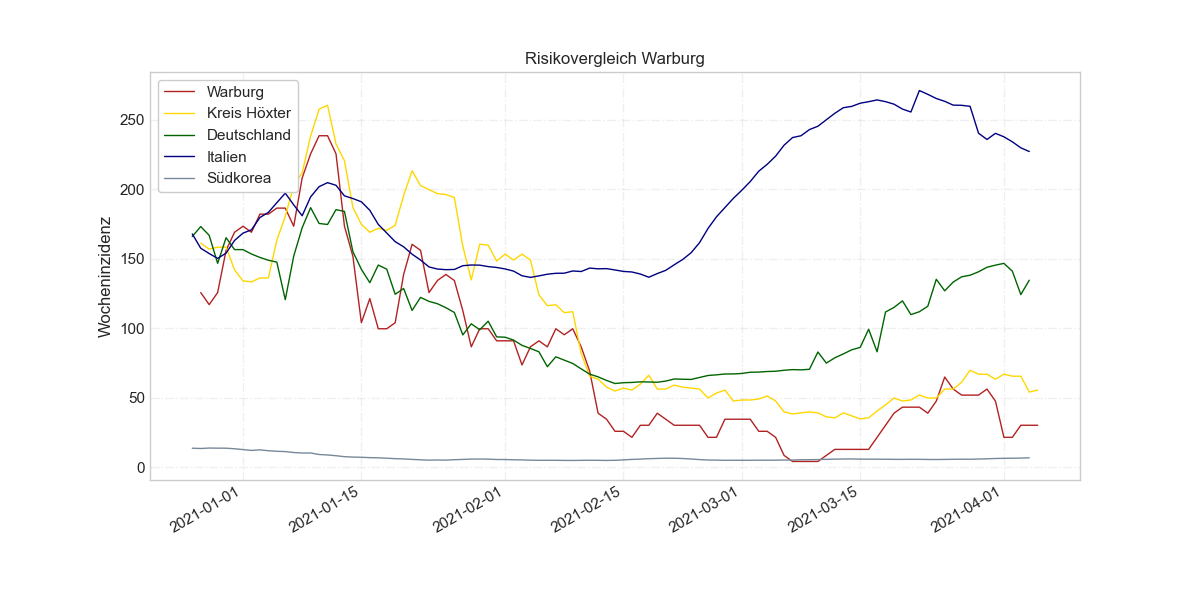 Risikovergleich Warburg
Warburg
Kreis Höxter
Deutschland
Italien
Südkorea
Wocheninzidenz
250
200
150
100
50
0
2021-01-01
2021-01-15
2021-02-01
2021-02-15
2021-03-01
2021-03-15
2021-04-01